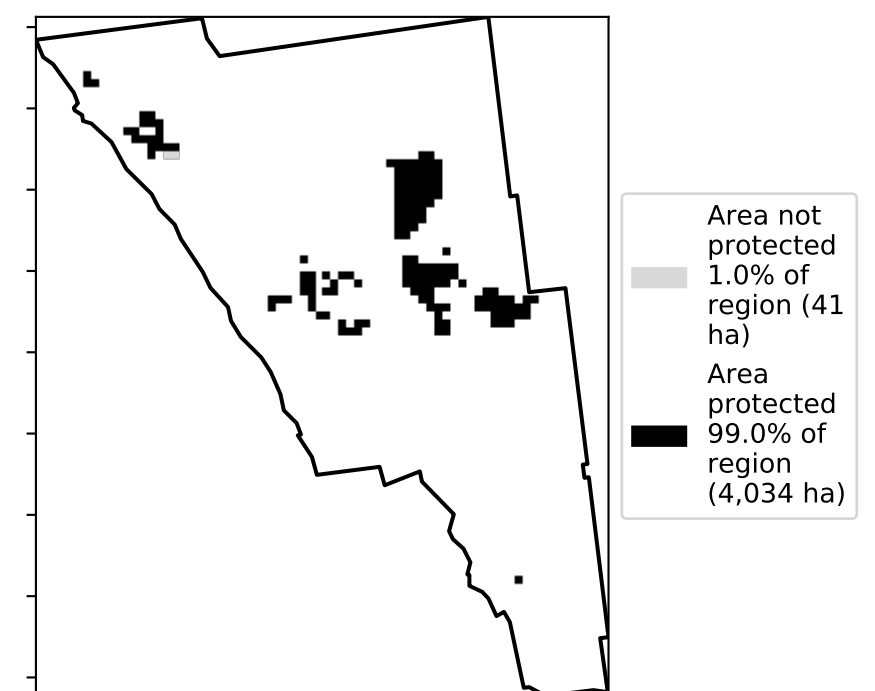 Area not
protected
1.0% of
region (41
ha)
Area
protected
99.0% of
region
(4,034 ha)